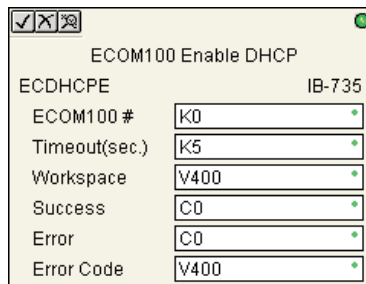 ECOM100 Enable DHCP
ECDHCPE IB-735
ECOM100 # K0
Timeout(sec.) K5
Workspace V400
Success C0
Error C0
Error Code V400